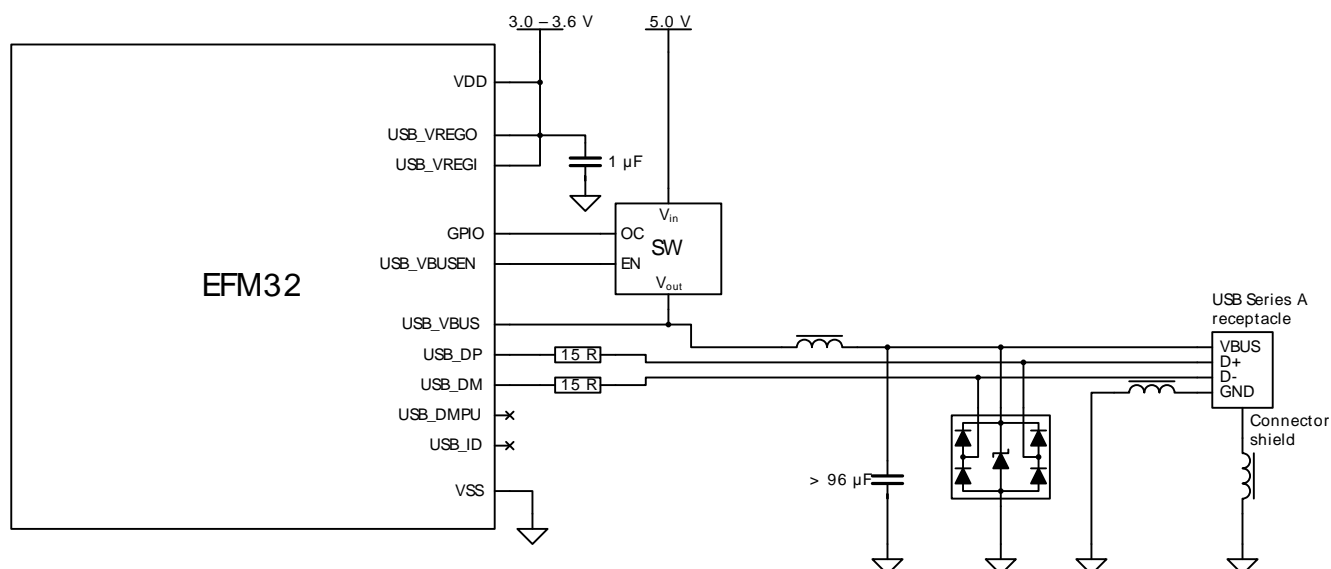 3.0 – 3.6 V
5.0 V
VDD
USB_VREGO
USB_VREGI
1 µF
Vin
GPIO
OC
SW
USB_VBUSEN
EN
EFM32
Vout
USB Series A
receptacle
USB_VBUS
VBUS
USB_DP
15 R
D+
D-
USB_DM
15 R
GND
USB_DMPU
Connector
shield
USB_ID
> 96 µF
VSS